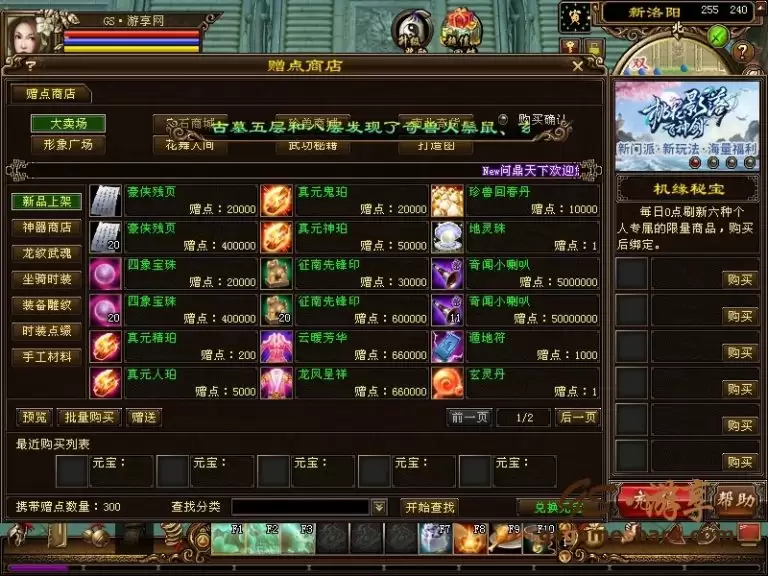 GS·游享网
新洛阳 255 240
北
赠点商店
赠点商店
大卖场
购买确认
古墓五层和八层发现了奇兽火禀鼠、
形象广场 花舞人间 武功秘籍 打造图
New问鼎天下欢迎
新品上架
神器商店
龙纹武魂
坐骑时装
装备雕纹
时装点缀
手工材料
豪侠残页 赠点：20000
真元鬼珀 赠点：20000
珍兽回春丹 赠点：10000
20 豪侠残页 赠点：400000
真元神珀 赠点：50000
地灵珠 赠点：1
四象宝珠 赠点：20000
征南先锋印 赠点：30000
奇闻小喇叭 赠点：5000000
20 四象宝珠 赠点：400000
20 征南先锋印 赠点：600000
11 奇闻小喇叭 赠点：50000000
真元精珀 赠点：200
云暖芳华 赠点：660000
遁地符 赠点：1000
真元人珀 赠点：5000
龙凤呈祥 赠点：660000
玄灵丹 赠点：1
预览 批量购买 赠送
前一页 1/2 后一页
最近购买列表
元宝： 元宝： 元宝： 元宝： 元宝：
携带赠点数量：300 查找分类 开始查找
新门派·新玩法·海量福利
机缘秘宝
每日0点刷新六种个
人专属的限量商品，购买
后绑定。
购买
购买
购买
购买
购买
购买
帮助
F1 F2 F3 F7 F8 F9 F10